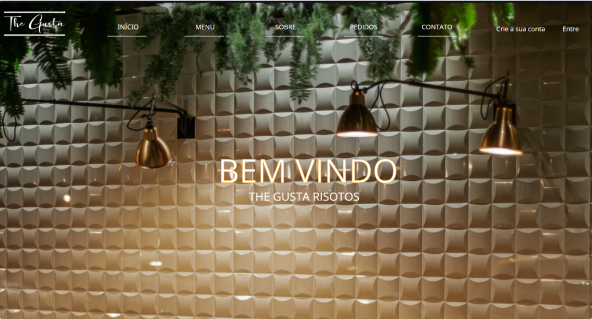 The Gusta
INÍCIO
MENU
SOBRE
PEDIDOS
CONTATO
Crie a sua conta
Entre
BEM VINDO
THE GUSTA RISOTOS